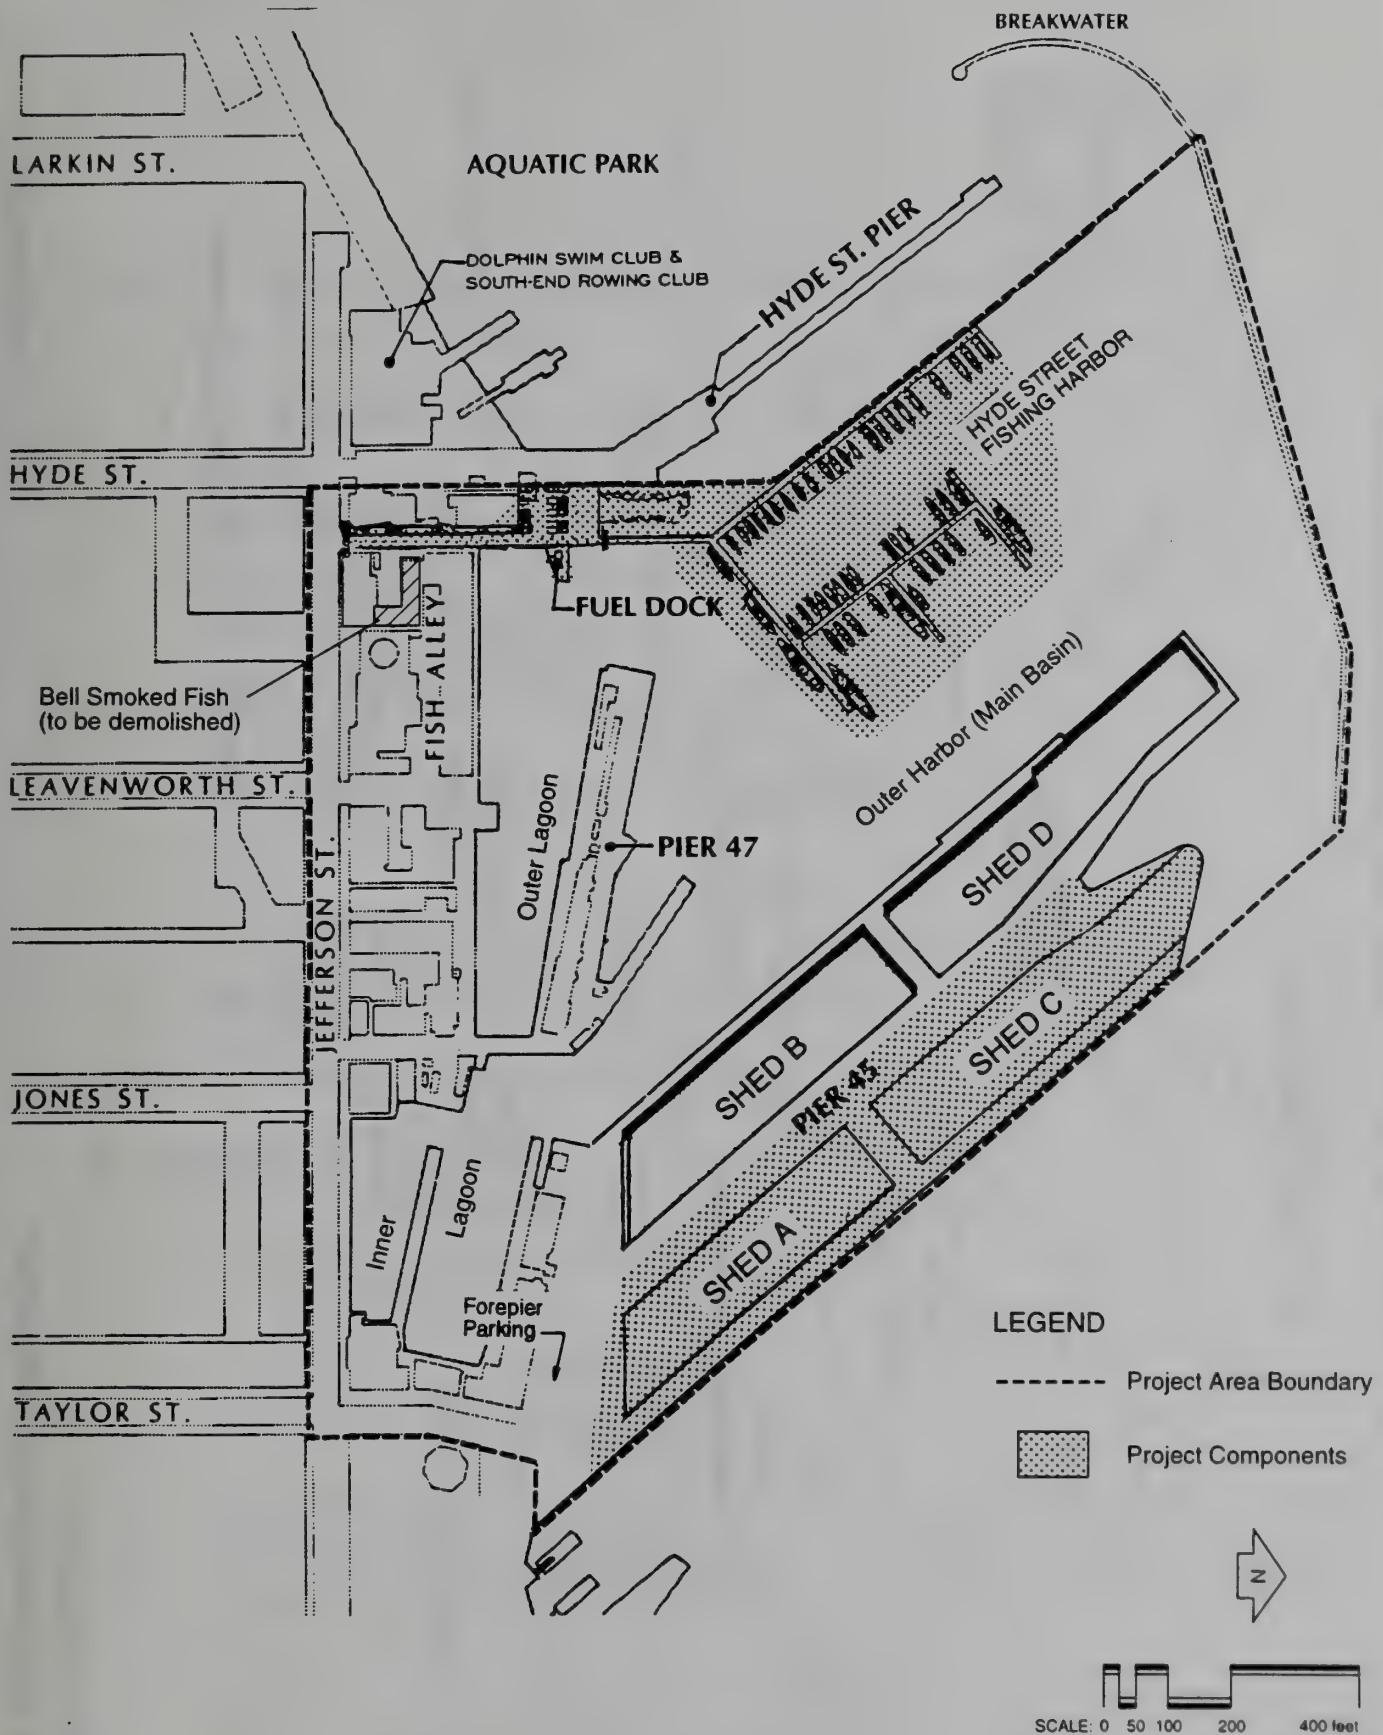 BREAKWATER
LARKIN ST.
AQUATIC PARK
DOLPHIN SWIM CLUB &
SOUTH-END ROWING CLUB
HYDE ST. PIER
HYDE STREET
FISHING HARBOR
HYDE ST.
FUEL DOCK
FISH ALLEY
Bell Smoked Fish
(to be demolished)
Outer Harbor (Main Basin)
LEAVENWORTH ST.
JEFFERSON ST.
Outer Lagoon
PIER 47
SHED D
SHED C
SHED B
PIER 45
SHED A
JONES ST.
Inner
Lagoon
Forepier
Parking
TAYLOR ST.
LEGEND
Project Area Boundary
Project Components
N
SCALE: 0 50 100 200 400 feet